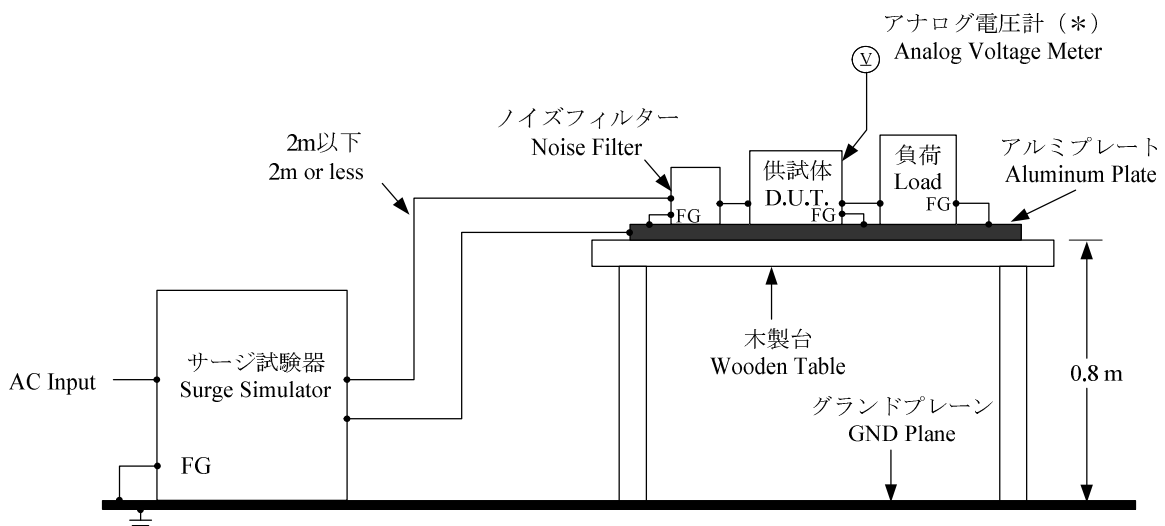 アナログ電圧計（＊）
Analog Voltage Meter
V
ノイズフィルター
Noise Filter
2m以下
2m or less
供試体
D.U.T.
負荷
Load
アルミプレート
Aluminum Plate
FG
FG
FG
サージ試験器
Surge Simulator
AC Input
FG
木製台
Wooden Table
0.8 m
グランドプレーン
GND Plane